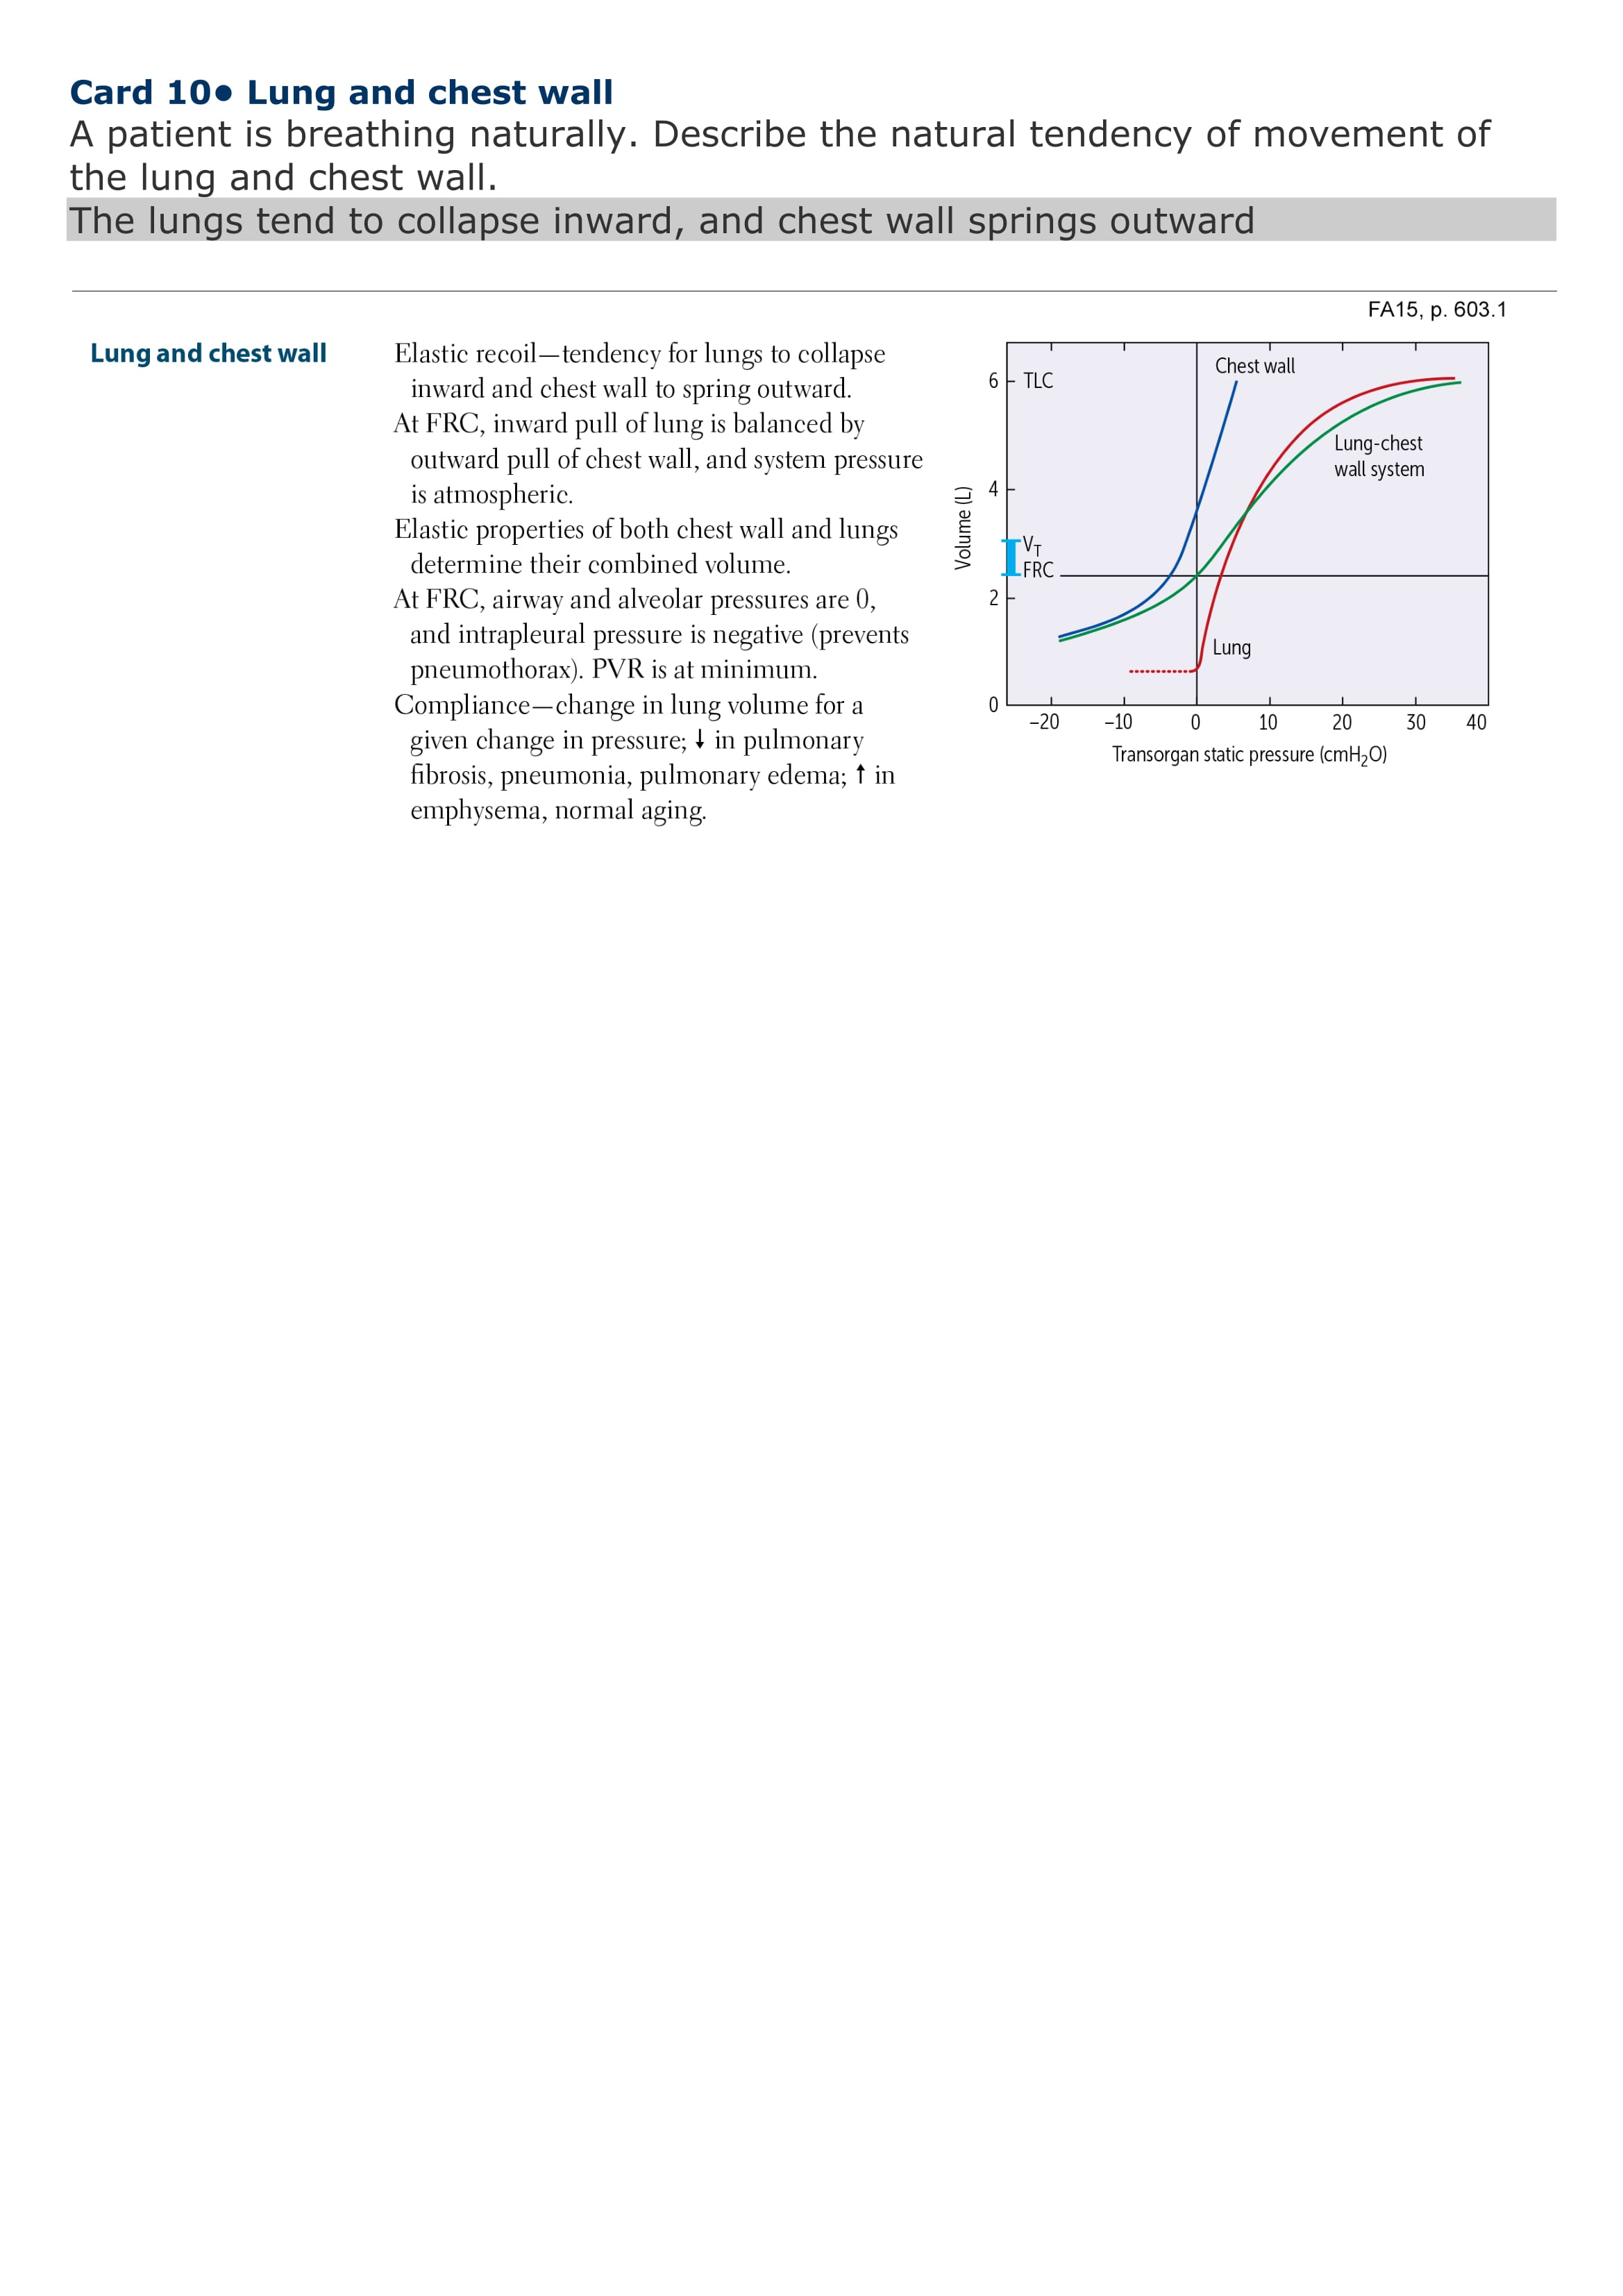 Card 10• Lung and chest wall
A patient is breathing naturally. Describe the natural tendency of movement of
the lung and chest wall.
The lungs tend to collapse inward, and chest wall springs outward
FA15, p. 603.1
Lung and chest wall
Elastic recoil—tendency for lungs to collapse
inward and chest wall to spring outward.
At FRC, inward pull of lung is balanced by
outward pull of chest wall, and system pressure
is atmospheric.
Elastic properties of both chest wall and lungs
determine their combined volume.
At FRC, airway and alveolar pressures are 0,
and intrapleural pressure is negative (prevents
pneumothorax). PVR is at minimum.
Compliance—change in lung volume for a
given change in pressure; ↓ in pulmonary
fibrosis, pneumonia, pulmonary edema; ↑ in
emphysema, normal aging.
Chest wall
6 TLC
Lung-chest
wall system
4
Volume (L)
VT
FRC
2
Lung
0
–20 –10 0 10 20 30 40
Transorgan static pressure (cmH2O)